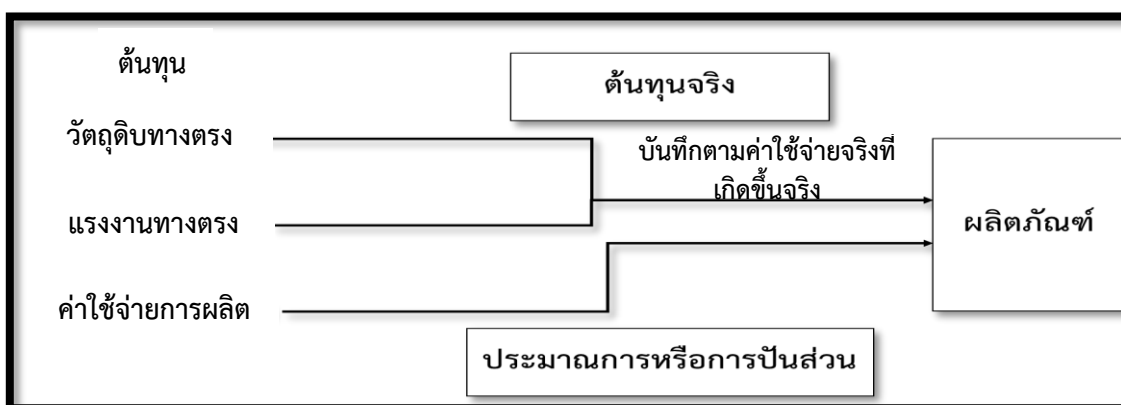 ต้นทุน
ต้นทุนจริง
วัตถุดิบทางตรง
บันทึกตามค่าใช้จ่ายจริงที่
เกิดขึ้นจริง
แรงงานทางตรง
ผลิตภัณฑ์
ค่าใช้จ่ายการผลิต
ประมาณการหรือการปันส่วน